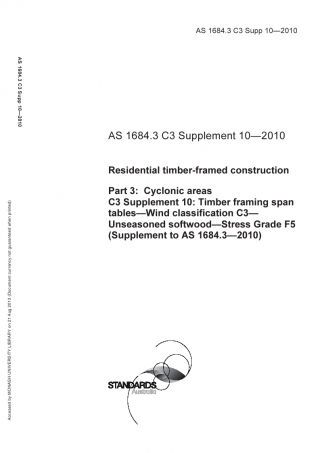 AS 1684.3 C3 Supp 10—2010
AS 1684.3 C3 Supp 10—2010
Accessed by MONASH UNIVERSITY LIBRARY on 21 Aug 2013 (Document currency not guaranteed when printed)
AS 1684.3 C3 Supplement 10—2010
Residential timber-framed construction
Part 3: Cyclonic areas
C3 Supplement 10: Timber framing span
tables—Wind classification C3—
Unseasoned softwood—Stress Grade F5
(Supplement to AS 1684.3—2010)
STANDARDS
Australia